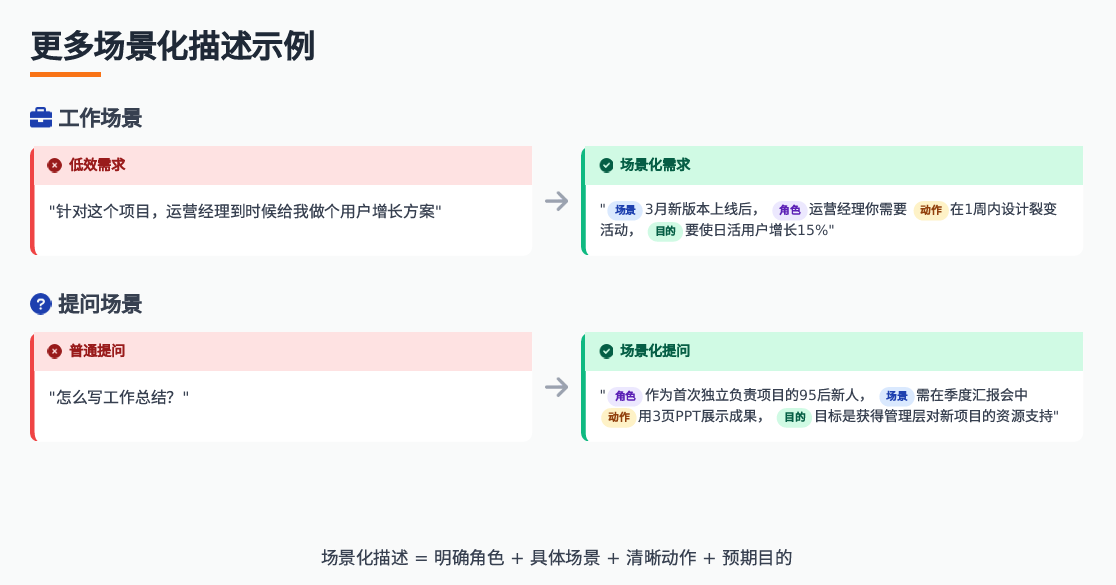 更多场景化描述示例
工作场景
低效需求
"针对这个项目，运营经理到时候给我做个用户增长方案"
场景化需求
" 场景 3月新版本上线后， 角色 运营经理你需要 动作 在1周内设计裂变
活动， 目的 要使日活用户增长15%"
提问场景
普通提问
"怎么写工作总结？"
场景化提问
" 角色 作为首次独立负责项目的95后新人， 场景 需在季度汇报会中
动作 用3页PPT展示成果， 目的 目标是获得管理层对新项目的资源支持"
场景化描述 = 明确角色 + 具体场景 + 清晰动作 + 预期目的